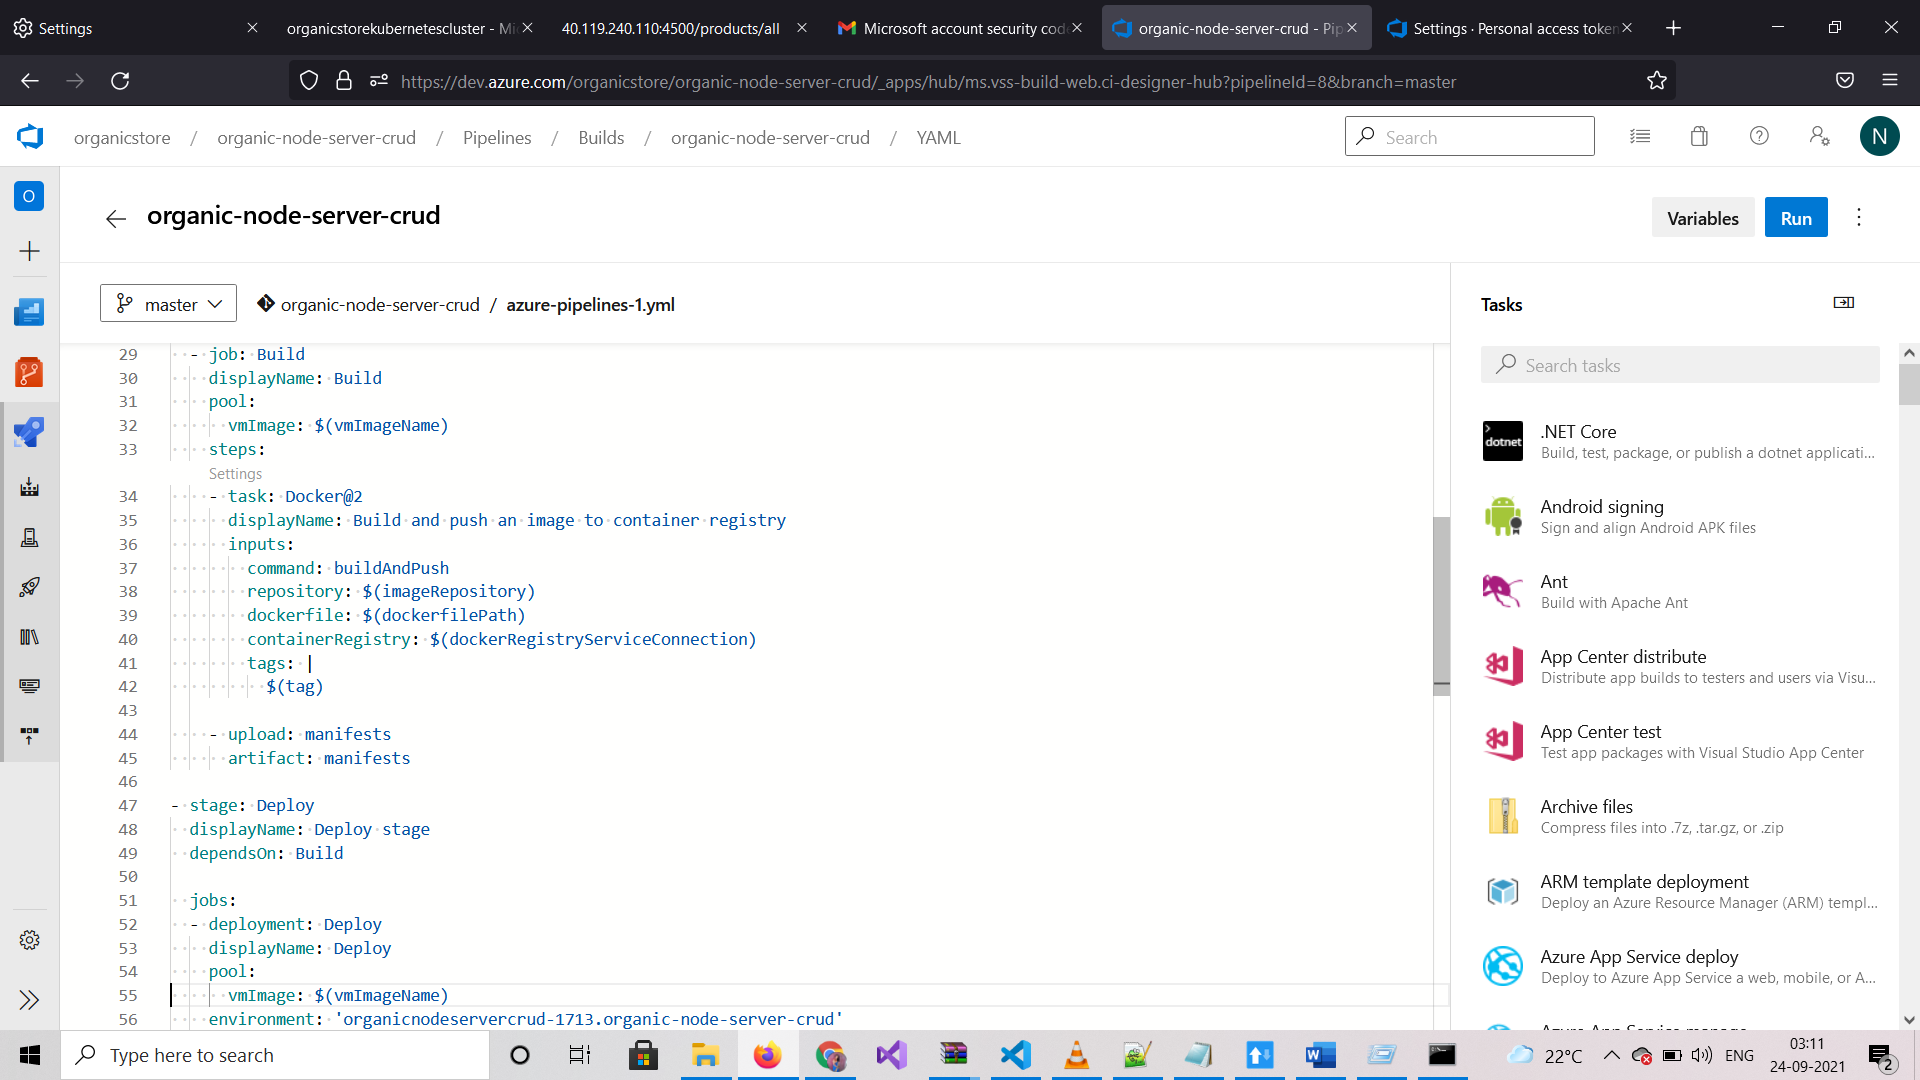 Settings
organicstorekubernetescluster - Mi
40.119.240.110:4500/products/all
Microsoft account security code
organic-node-server-crud - Pip
Settings · Personal access token
https://dev.azure.com/organicstore/organic-node-server-crud/_apps/hub/ms.vss-build-web.ci-designer-hub?pipelineId=8&branch=master
organicstore / organic-node-server-crud / Pipelines / Builds / organic-node-server-crud / YAML
Search
N
O
organic-node-server-crud
Variables
Run
master
organic-node-server-crud / azure-pipelines-1.yml
29 - job: Build
30 displayName: Build
31 pool:
32 vmImage: $(vmImageName)
33 steps:
Settings
34 - task: Docker@2
35 displayName: Build and push an image to container registry
36 inputs:
37 command: buildAndPush
38 repository: $(imageRepository)
39 dockerfile: $(dockerfilePath)
40 containerRegistry: $(dockerRegistryServiceConnection)
41 tags: |
42 $(tag)
43
44 - upload: manifests
45 artifact: manifests
46
47 - stage: Deploy
48 displayName: Deploy stage
49 dependsOn: Build
50
51 jobs:
52 - deployment: Deploy
53 displayName: Deploy
54 pool:
55 vmImage: $(vmImageName)
56 environment: 'organicnodeservercrud-1713.organic-node-server-crud'
Tasks
Search tasks
dotnet
.NET Core
Build, test, package, or publish a dotnet applicati...
Android signing
Sign and align Android APK files
Ant
Build with Apache Ant
App Center distribute
Distribute app builds to testers and users via Visu...
App Center test
Test app packages with Visual Studio App Center
Archive files
Compress files into .7z, .tar.gz, or .zip
ARM template deployment
Deploy an Azure Resource Manager (ARM) templ...
Azure App Service deploy
Deploy to Azure App Service a web, mobile, or A...
Azure App Service manage
Type here to search
22°C
ENG
03:11
24-09-2021
2